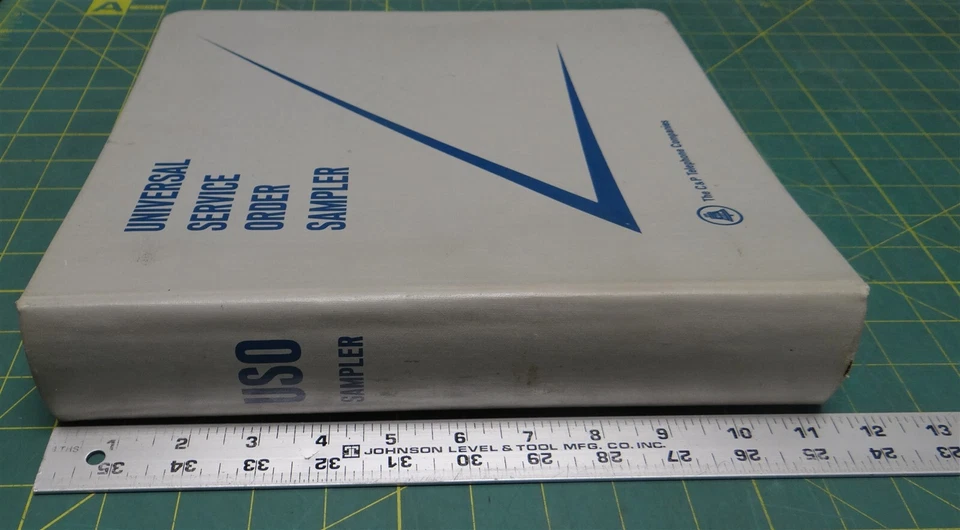 UNIVERSAL
SERVICE
ORDER
SAMPLER
The C&P Telephone Companies
USO
SAMPLER
A
1 2 3 4 JOHNSON LEVEL & TOOL MFG. CO. INC. 5 6 7 8 9 10 11 12 13
35 34 33 32 31 30 29 28 27 26 25 24 23